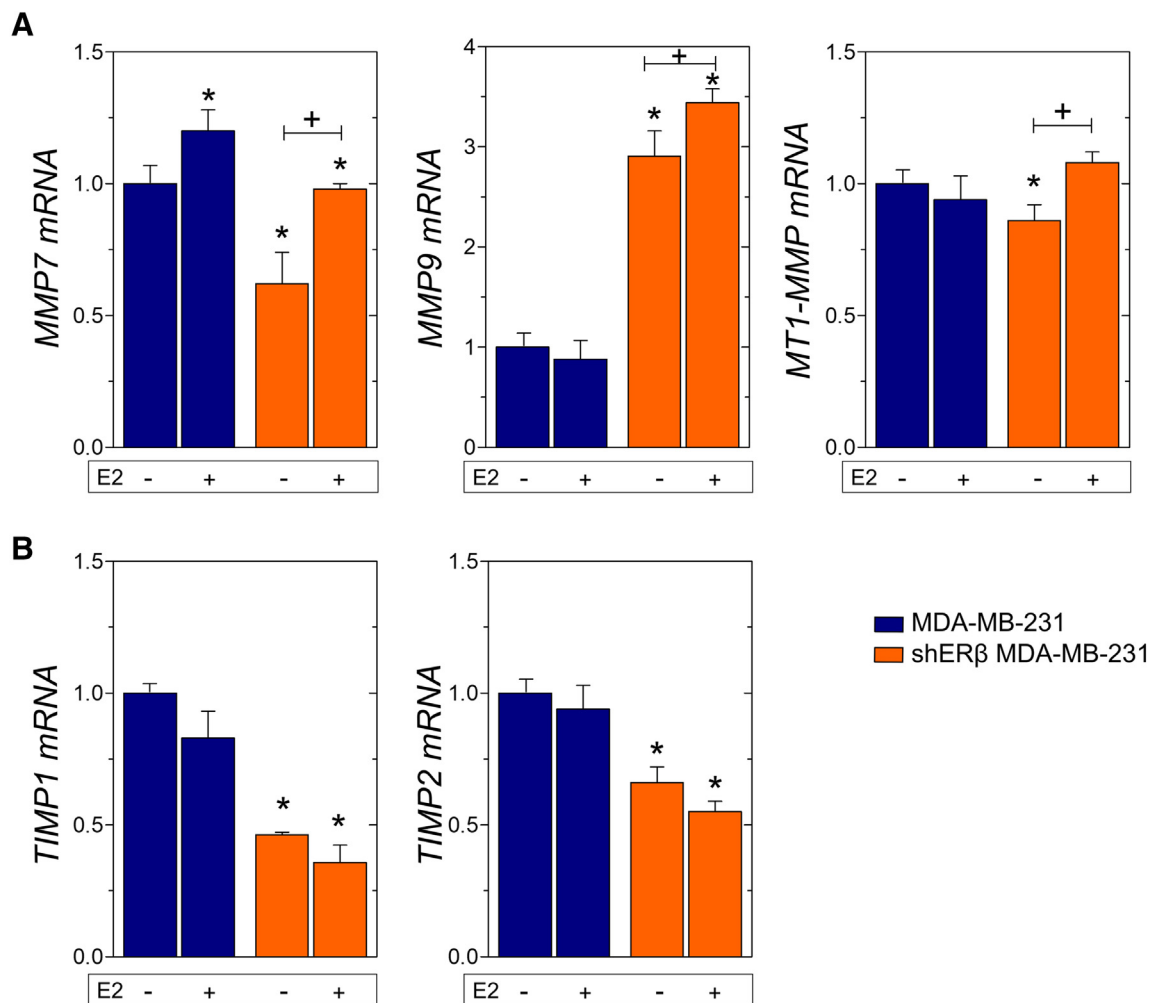 A
MMP7 mRNA
1.5
1.0
0.5
0.0
*
*
+
*
E2 - + - +
MMP9 mRNA
4
3
2
1
0
*
+
*
E2 - + - +
MT1-MMP mRNA
1.5
1.0
0.5
0.0
*
+
E2 - + - +
B
TIMP1 mRNA
1.5
1.0
0.5
0.0
*
*
E2 - + - +
TIMP2 mRNA
1.5
1.0
0.5
0.0
*
*
E2 - + - +
MDA-MB-231
shERβ MDA-MB-231